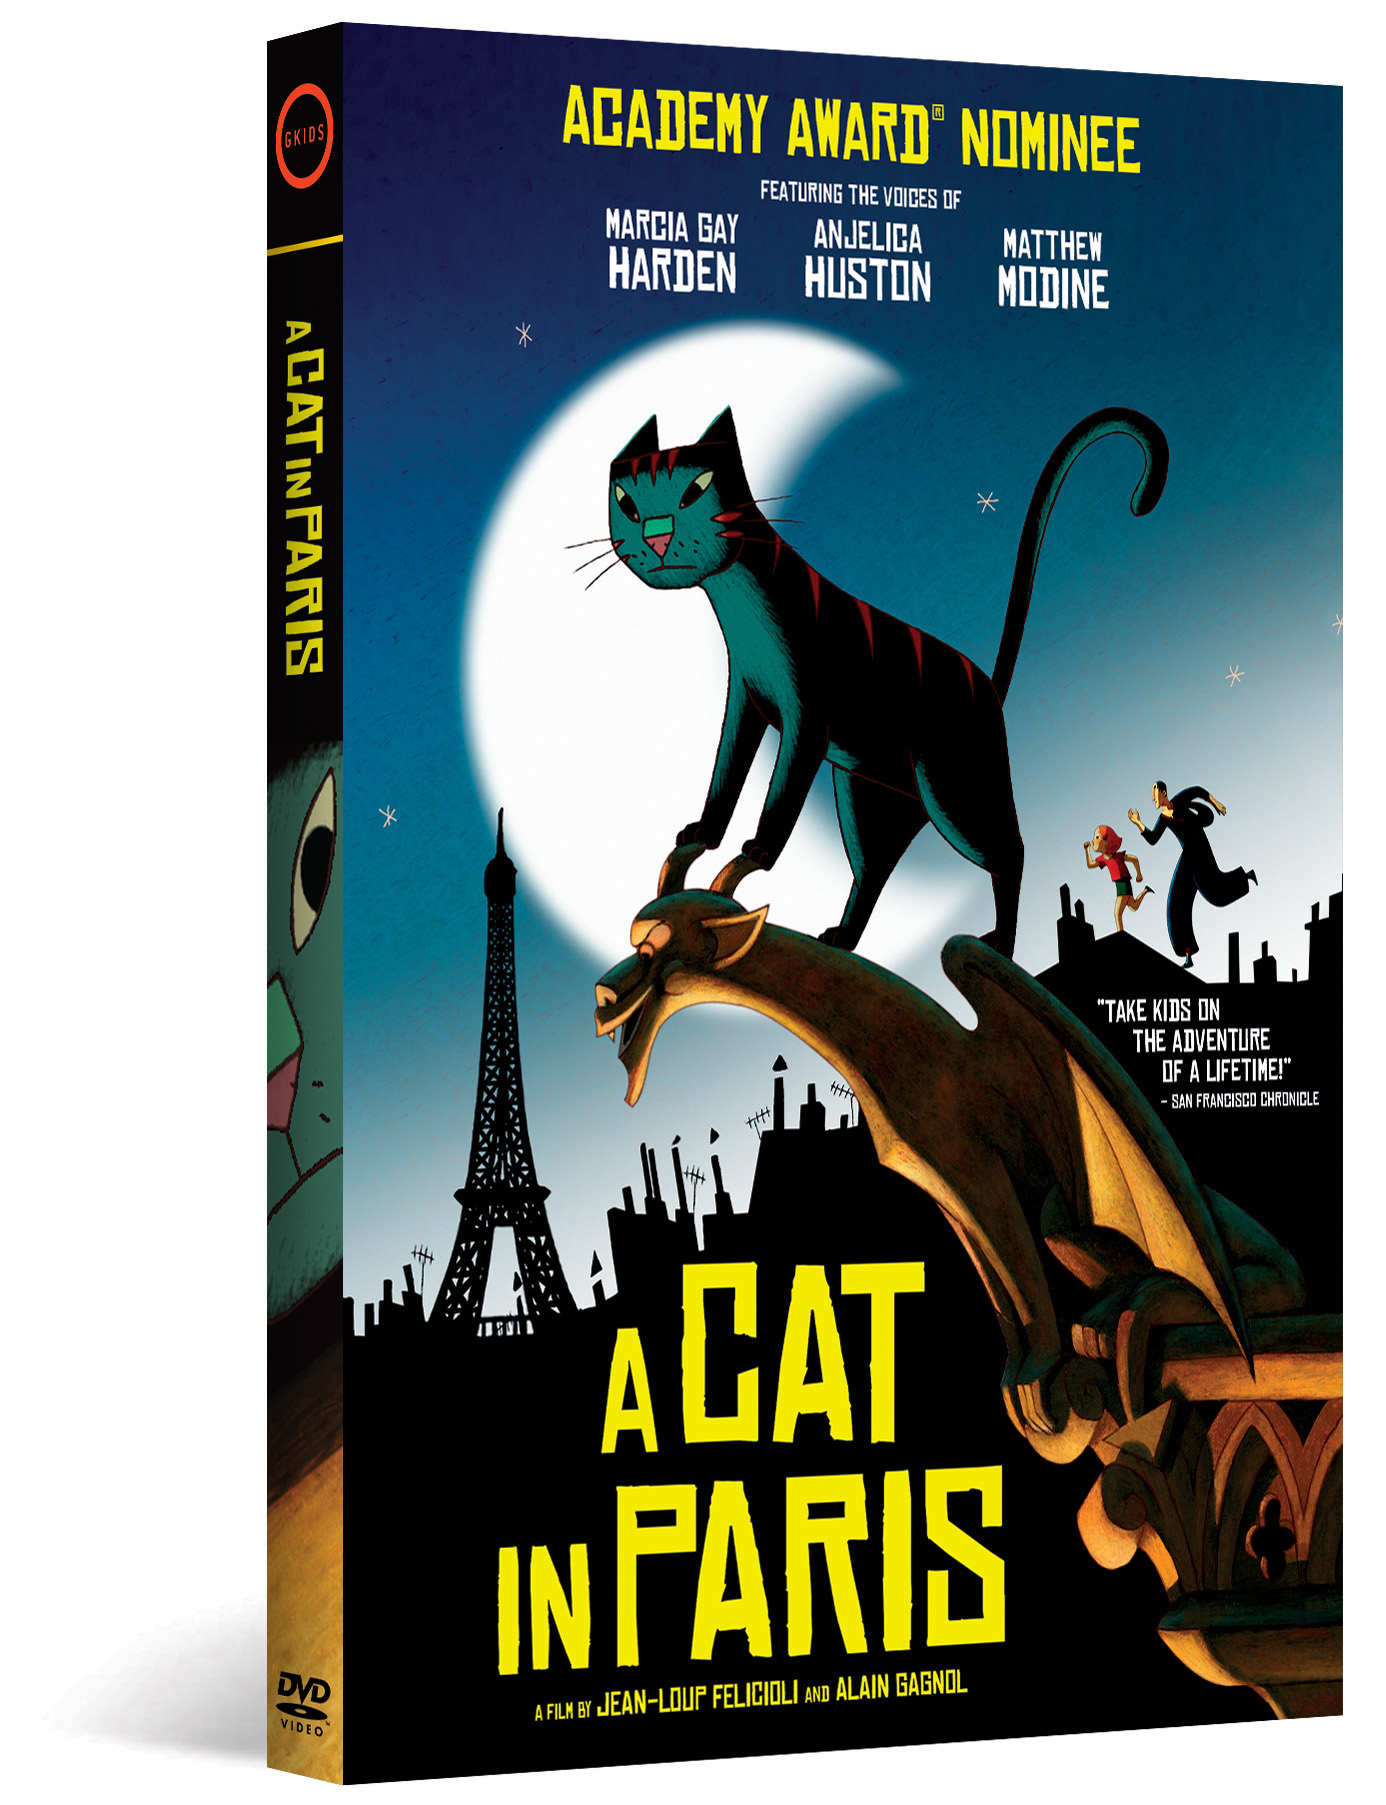 GKIDS
A CAT IN PARIS
DVD
VIDEO
ACADEMY AWARD® NOMINEE
FEATURING THE VOICES OF
MARCIA GAY
HARDEN
ANJELICA
HUSTON
MATTHEW
MODINE
"TAKE KIDS ON
THE ADVENTURE
OF A LIFETIME!"
- SAN FRANCISCO CHRONICLE
A CAT
IN PARIS
A FILM BY JEAN-LOUP FELICIOLI AND ALAIN GAGNOL